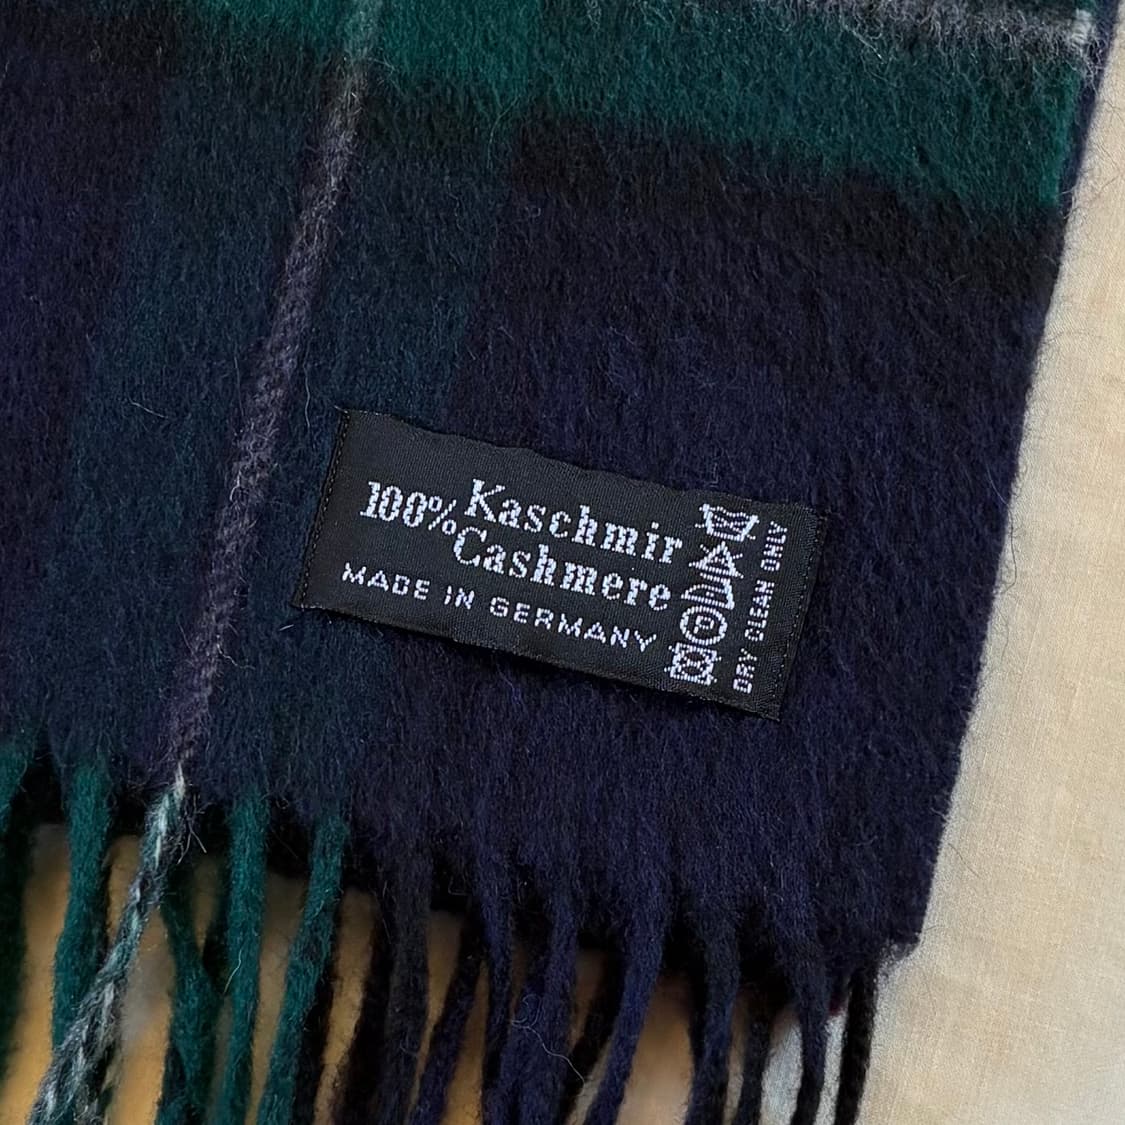 100% Kaschmir
Cashmere
MADE IN GERMANY
P
DRY CLEAN ONLY